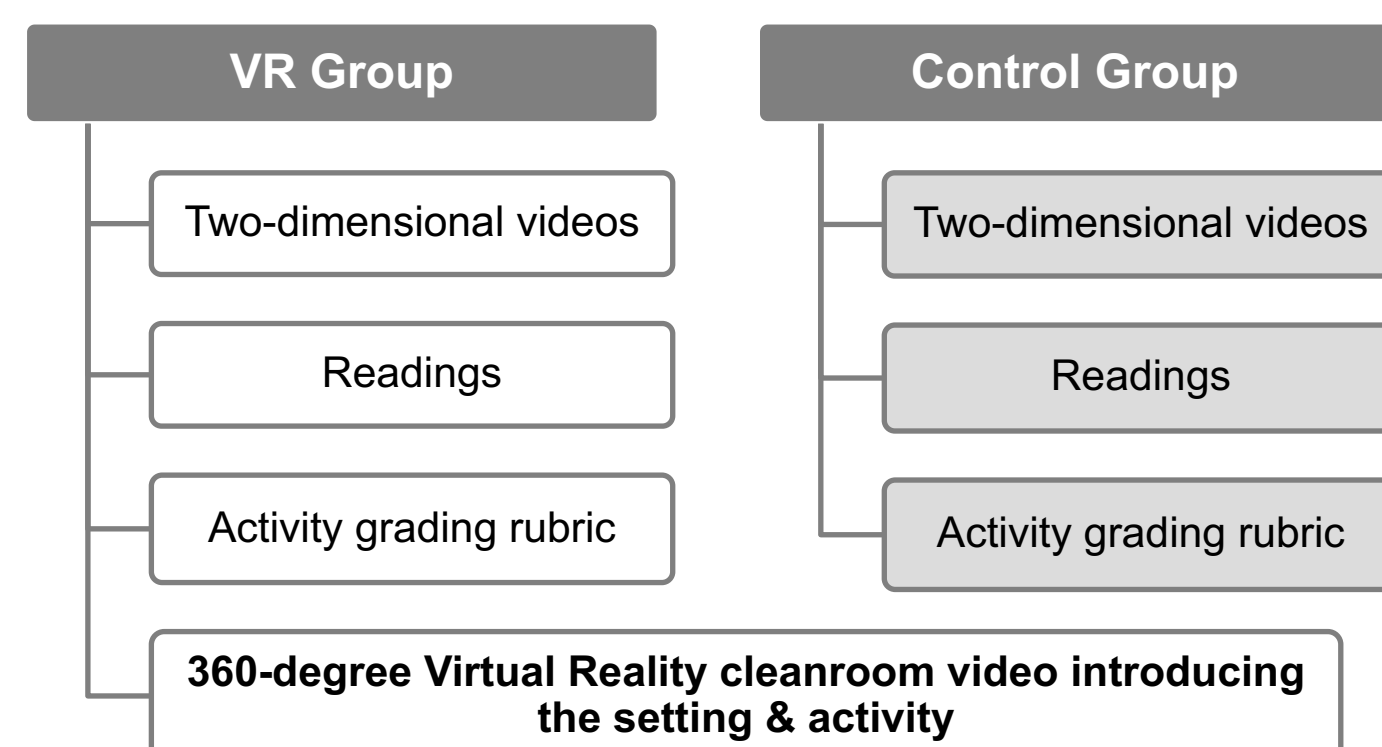 VR Group
Two-dimensional videos
Readings
Activity grading rubric
360-degree Virtual Reality cleanroom video introducing
the setting & activity
Control Group
Two-dimensional videos
Readings
Activity grading rubric